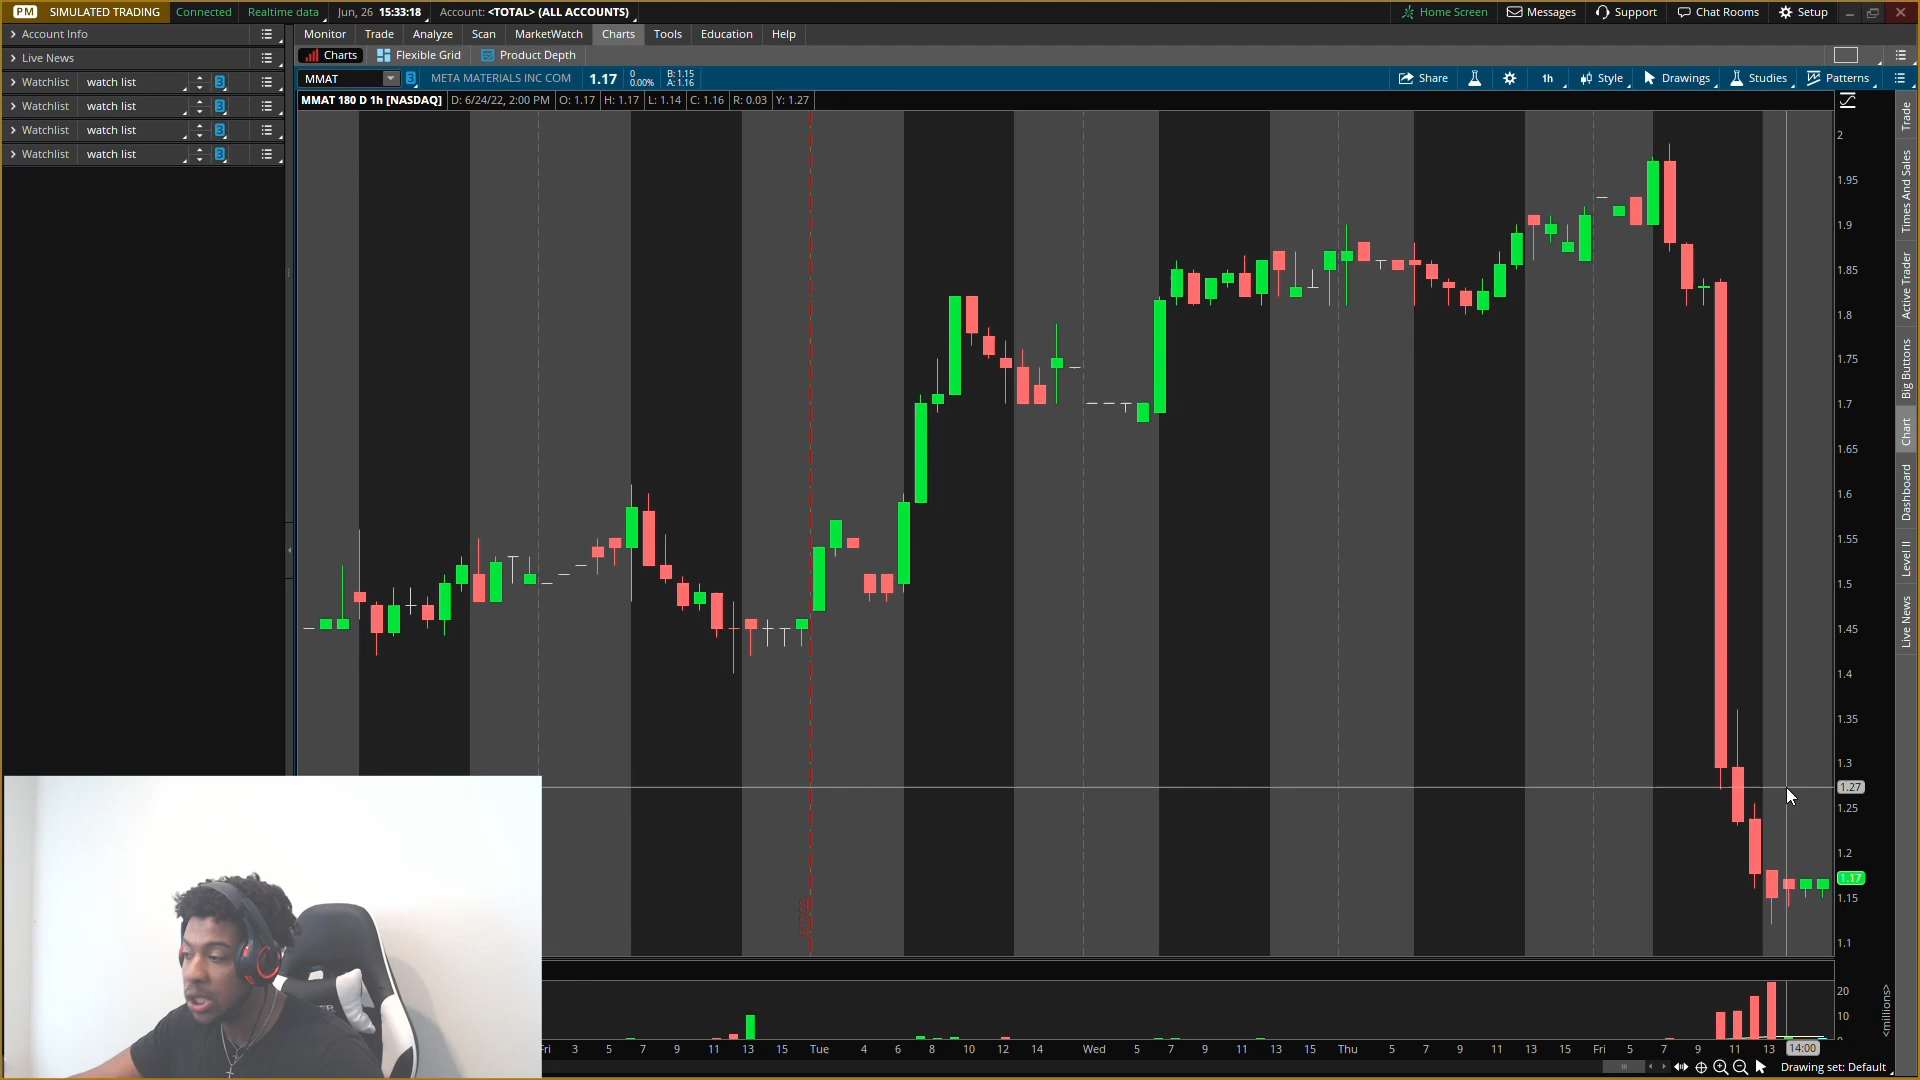 PM SIMULATED TRADING Connected Realtime data Jun, 26 15:33:18 Account: <TOTAL> (ALL ACCOUNTS) Home Screen Messages Support Chat Rooms Setup
Account Info
Live News
Watchlist watch list 3
Watchlist watch list 3
Watchlist watch list 3
Watchlist watch list 3
Monitor Trade Analyze Scan MarketWatch Charts Tools Education Help
Charts Flexible Grid Product Depth
MMAT 3 META MATERIALS INC COM 1.17 0 0.00% B: 1.15 A: 1.16 Share 1h Style Drawings Studies Patterns
MMAT 180 D 1h [NASDAQ] D: 6/24/22, 2:00 PM O: 1.17 H: 1.17 L: 1.14 C: 1.16 R: 0.03 Y: 1.27
2
1.95
1.9
1.85
1.8
1.75
1.7
1.65
1.6
1.55
1.5
1.45
1.4
1.35
1.3
1.27
1.25
1.2
1.17
1.15
1.1
20
10
0
<millions>
Fri 3 5 7 9 11 13 15 Tue 4 6 8 10 12 14 Wed 5 7 9 11 13 15 Thu 5 7 9 11 13 15 Fri 5 7 9 11 13 14:00
Drawing set: Default
Trade
Times And Sales
Active Trader
Big Buttons
Chart
Dashboard
Level II
Live News